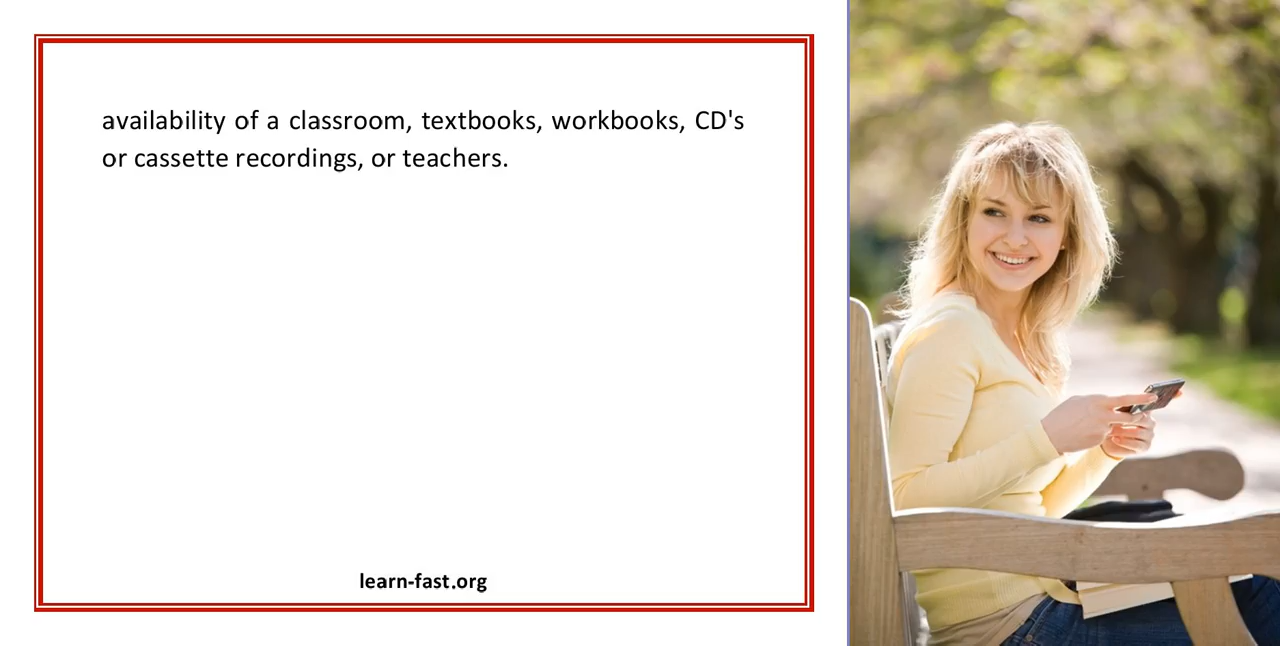 availability of a classroom, textbooks, workbooks, CD's
or cassette recordings, or teachers.
learn-fast.org